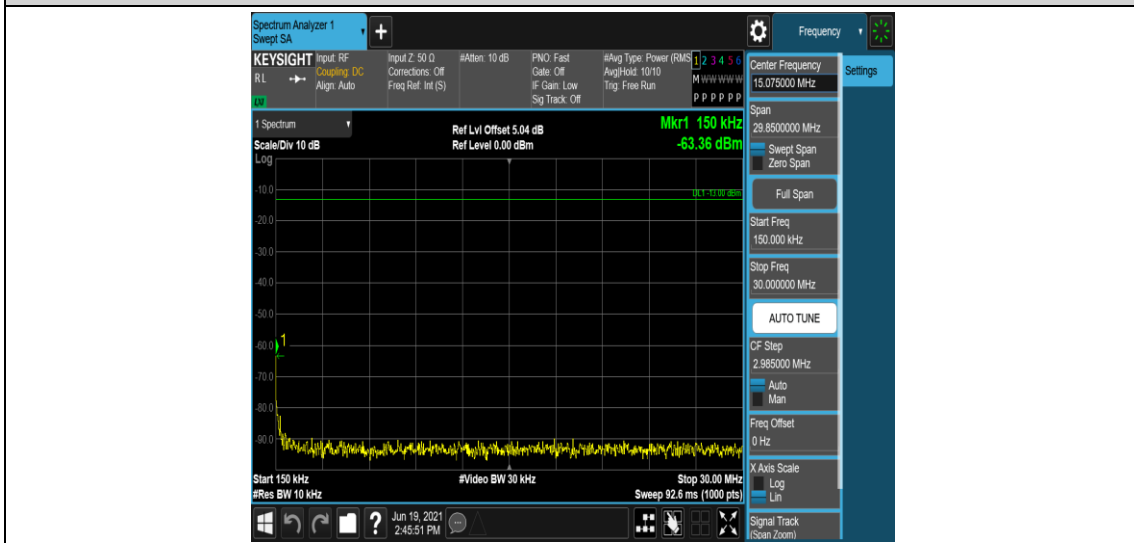 Spectrum Analyzer 1
Swept SA
+
Frequency
KEYSIGHT
RL
LXI
Input: RF
Coupling: DC
Align: Auto
Input Z: 50 Ω
Corrections: Off
Freq Ref: Int (S)
#Atten: 10 dB
PNO: Fast
Gate: Off
IF Gain: Low
Sig Track: Off
#Avg Type: Power (RMS
Avg|Hold: 10/10
Trig: Free Run
1 2 3 4 5 6
M W W W W W
P P P P P P
1 Spectrum
Scale/Div 10 dB
Log
Ref Lvl Offset 5.04 dB
Ref Level 0.00 dBm
Mkr1 150 kHz
-63.36 dBm
DL1 -13.00 dBm
-10.0
-20.0
-30.0
-40.0
-50.0
-60.0
1
-70.0
-80.0
-90.0
Start 150 kHz
#Res BW 10 kHz
#Video BW 30 kHz
Stop 30.00 MHz
Sweep 92.6 ms (1000 pts)
Center Frequency
15.075000 MHz
Settings
Span
29.8500000 MHz
Swept Span
Zero Span
Full Span
Start Freq
150.000 kHz
Stop Freq
30.000000 MHz
AUTO TUNE
CF Step
2.985000 MHz
Auto
Man
Freq Offset
0 Hz
X Axis Scale
Log
Lin
Signal Track
(Span Zoom)
?
Jun 19, 2021
2:45:51 PM